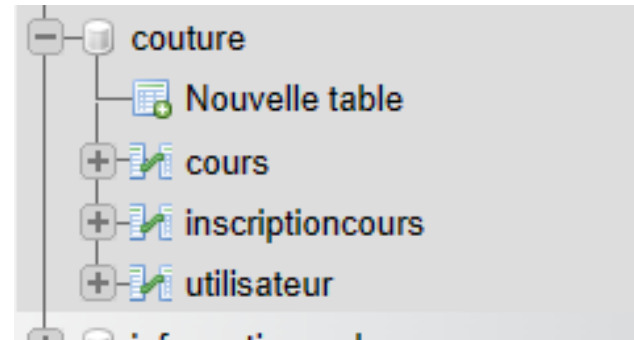 couture
Nouvelle table
cours
inscriptioncours
utilisateur